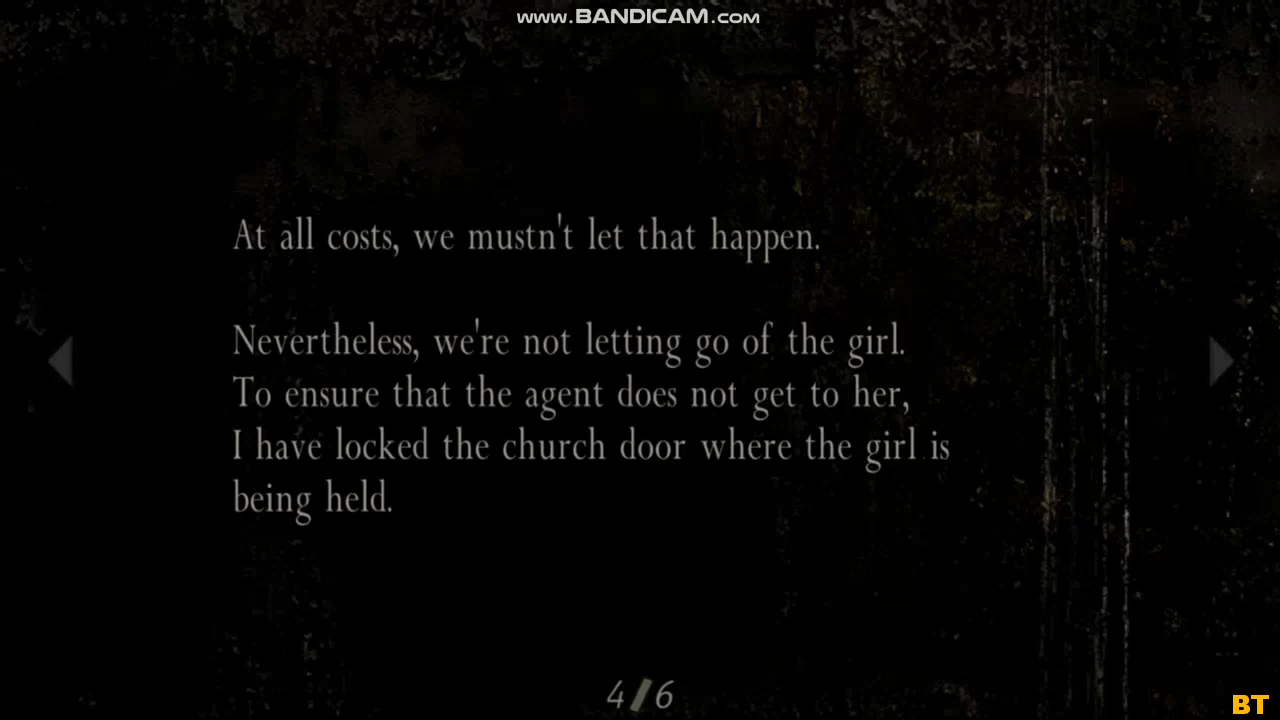 www.BANDICAM.com
At all costs, we mustn't let that happen.
Nevertheless, we're not letting go of the girl.
To ensure that the agent does not get to her,
I have locked the church door where the girl is
being held.
4/6
BT